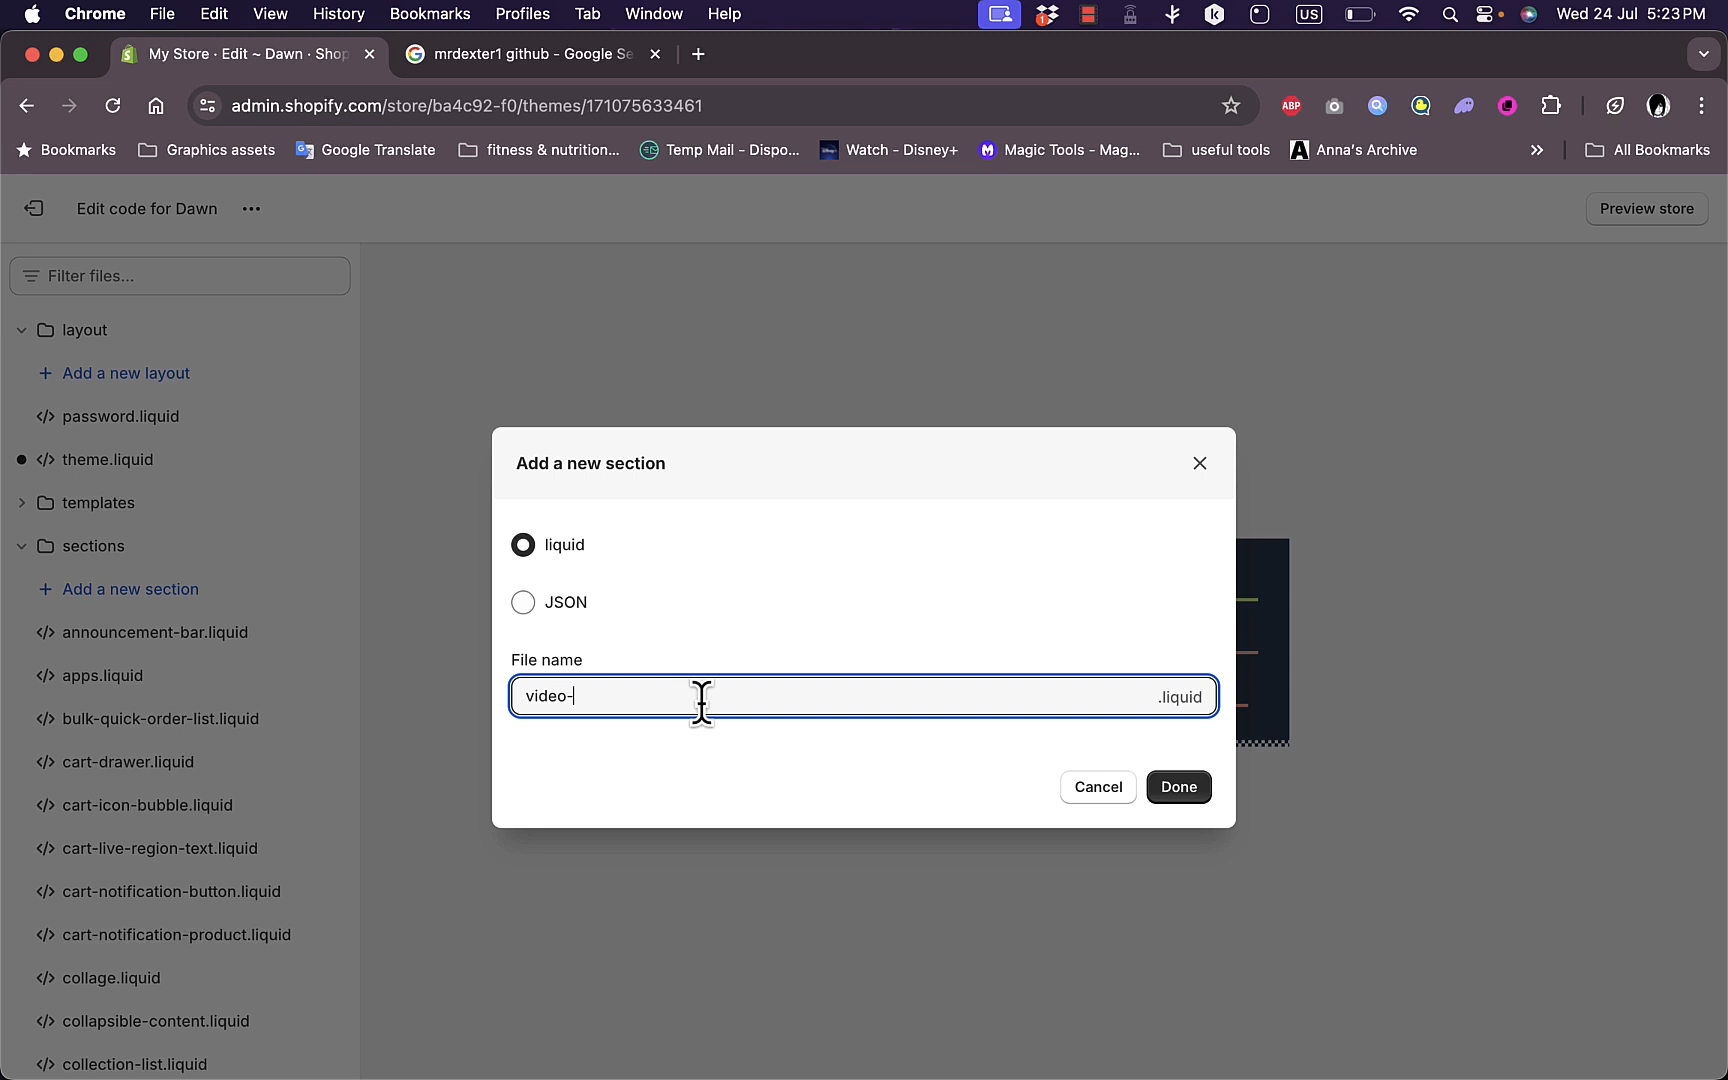 Chrome File Edit View History Bookmarks Profiles Tab Window Help 1 US Wed 24 Jul 5:23 PM
My Store · Edit ~ Dawn · Shop mrdexter1 github - Google Se
admin.shopify.com/store/ba4c92-f0/themes/171075633461 ABP
Bookmarks Graphics assets Google Translate fitness & nutrition... Temp Mail - Dispo... Watch - Disney+ Magic Tools - Mag... useful tools Anna's Archive All Bookmarks
Edit code for Dawn Preview store
Filter files...
layout
Add a new layout
password.liquid
theme.liquid
templates
sections
Add a new section
announcement-bar.liquid
apps.liquid
bulk-quick-order-list.liquid
cart-drawer.liquid
cart-icon-bubble.liquid
cart-live-region-text.liquid
cart-notification-button.liquid
cart-notification-product.liquid
collage.liquid
collapsible-content.liquid
collection-list.liquid
Add a new section
liquid
JSON
File name
video- .liquid
Cancel Done